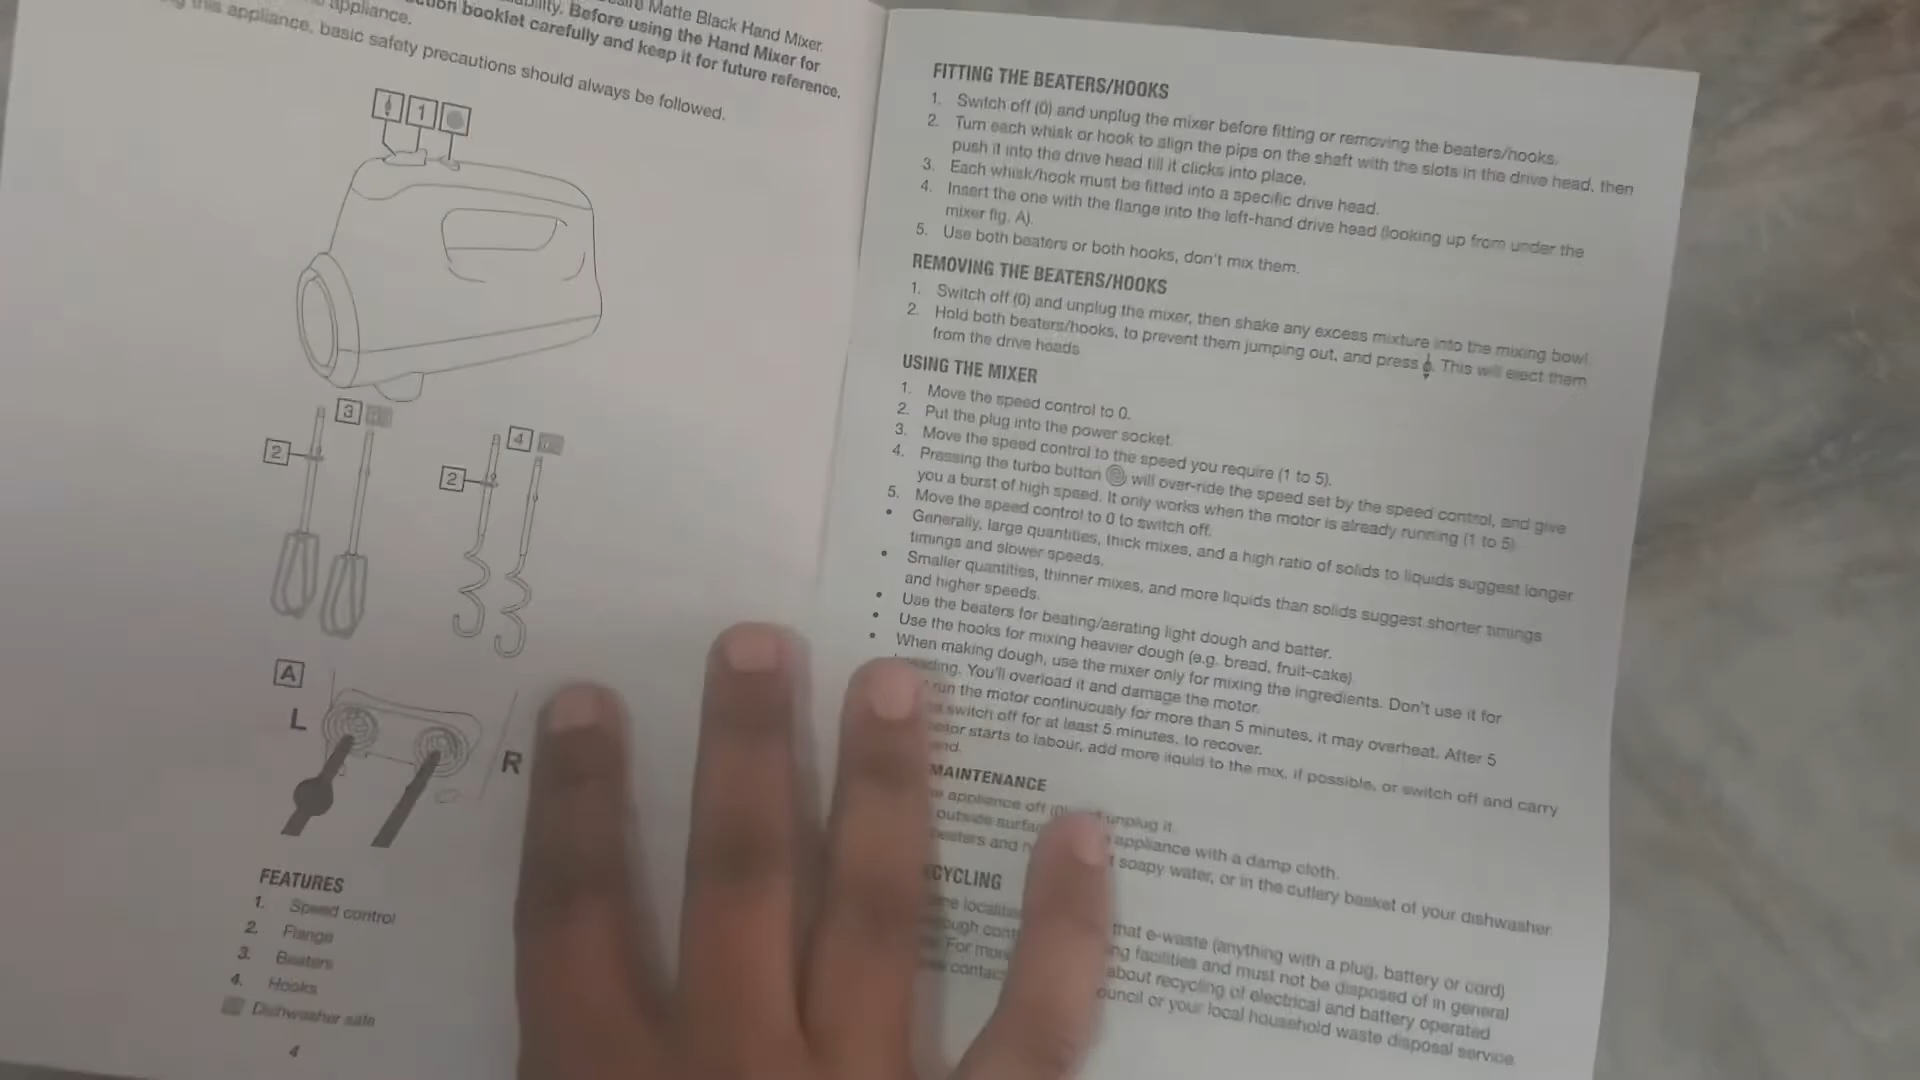 Matte Black Hand Mixer.
Before using the Hand Mixer for
booklet carefully and keep it for future reference.
appliance.
this appliance, basic safety precautions should always be followed.
1
3
2
4
2
A
L
R
FEATURES
1. Speed control
2. Flange
3. Beaters
4. Hooks
Dishwasher safe
4
FITTING THE BEATERS/HOOKS
1. Switch off (0) and unplug the mixer before fitting or removing the beaters/hooks.
2. Turn each whisk or hook to align the pips on the shaft with the slots in the drive head, then
push it into the drive head till it clicks into place.
3. Each whisk/hook must be fitted into a specific drive head.
4. Insert the one with the flange into the left-hand drive head (looking up from under the
mixer fig. A).
5. Use both beaters or both hooks, don't mix them.
REMOVING THE BEATERS/HOOKS
1. Switch off (0) and unplug the mixer, then shake any excess mixture into the mixing bowl.
2. Hold both beaters/hooks, to prevent them jumping out, and press . This will eject them
from the drive heads
USING THE MIXER
1. Move the speed control to 0.
2. Put the plug into the power socket.
3. Move the speed control to the speed you require (1 to 5).
4. Pressing the turbo button will over-ride the speed set by the speed control, and give
you a burst of high speed. It only works when the motor is already running (1 to 5)
5. Move the speed control to 0 to switch off.
• Generally, large quantities, thick mixes, and a high ratio of solids to liquids suggest longer
timings and slower speeds.
• Smaller quantities, thinner mixes, and more liquids than solids suggest shorter timings
and higher speeds.
• Use the beaters for beating/aerating light dough and batter.
• Use the hooks for mixing heavier dough (e.g. bread, fruit-cake)
• When making dough, use the mixer only for mixing the ingredients. Don't use it for
You'll overload it and damage the motor.
run the motor continuously for more than 5 minutes, it may overheat. After 5
switch off for at least 5 minutes, to recover.
starts to labour, add more liquid to the mix, if possible, or switch off and carry
MAINTENANCE
appliance off (0) unplug it.
outside appliance with a damp cloth.
beaters and soapy water, or in the cutlery basket of your dishwasher
that e-waste (anything with a plug, battery or cord)
facilities and must not be disposed of in general
For about recycling of electrical and battery operated
or your local household waste disposal service.